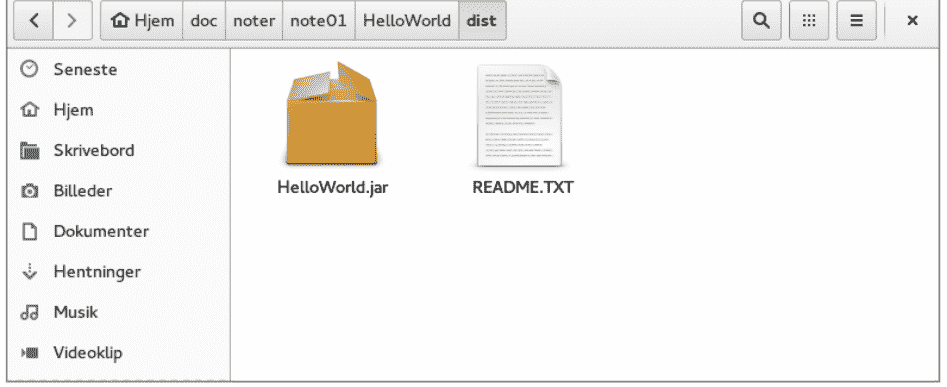 Hjem doc noter note01 HelloWorld dist
Seneste
Hjem
Skrivebord
Billeder
Dokumenter
Hentninger
Musik
Videoklip
HelloWorld.jar README.TXT